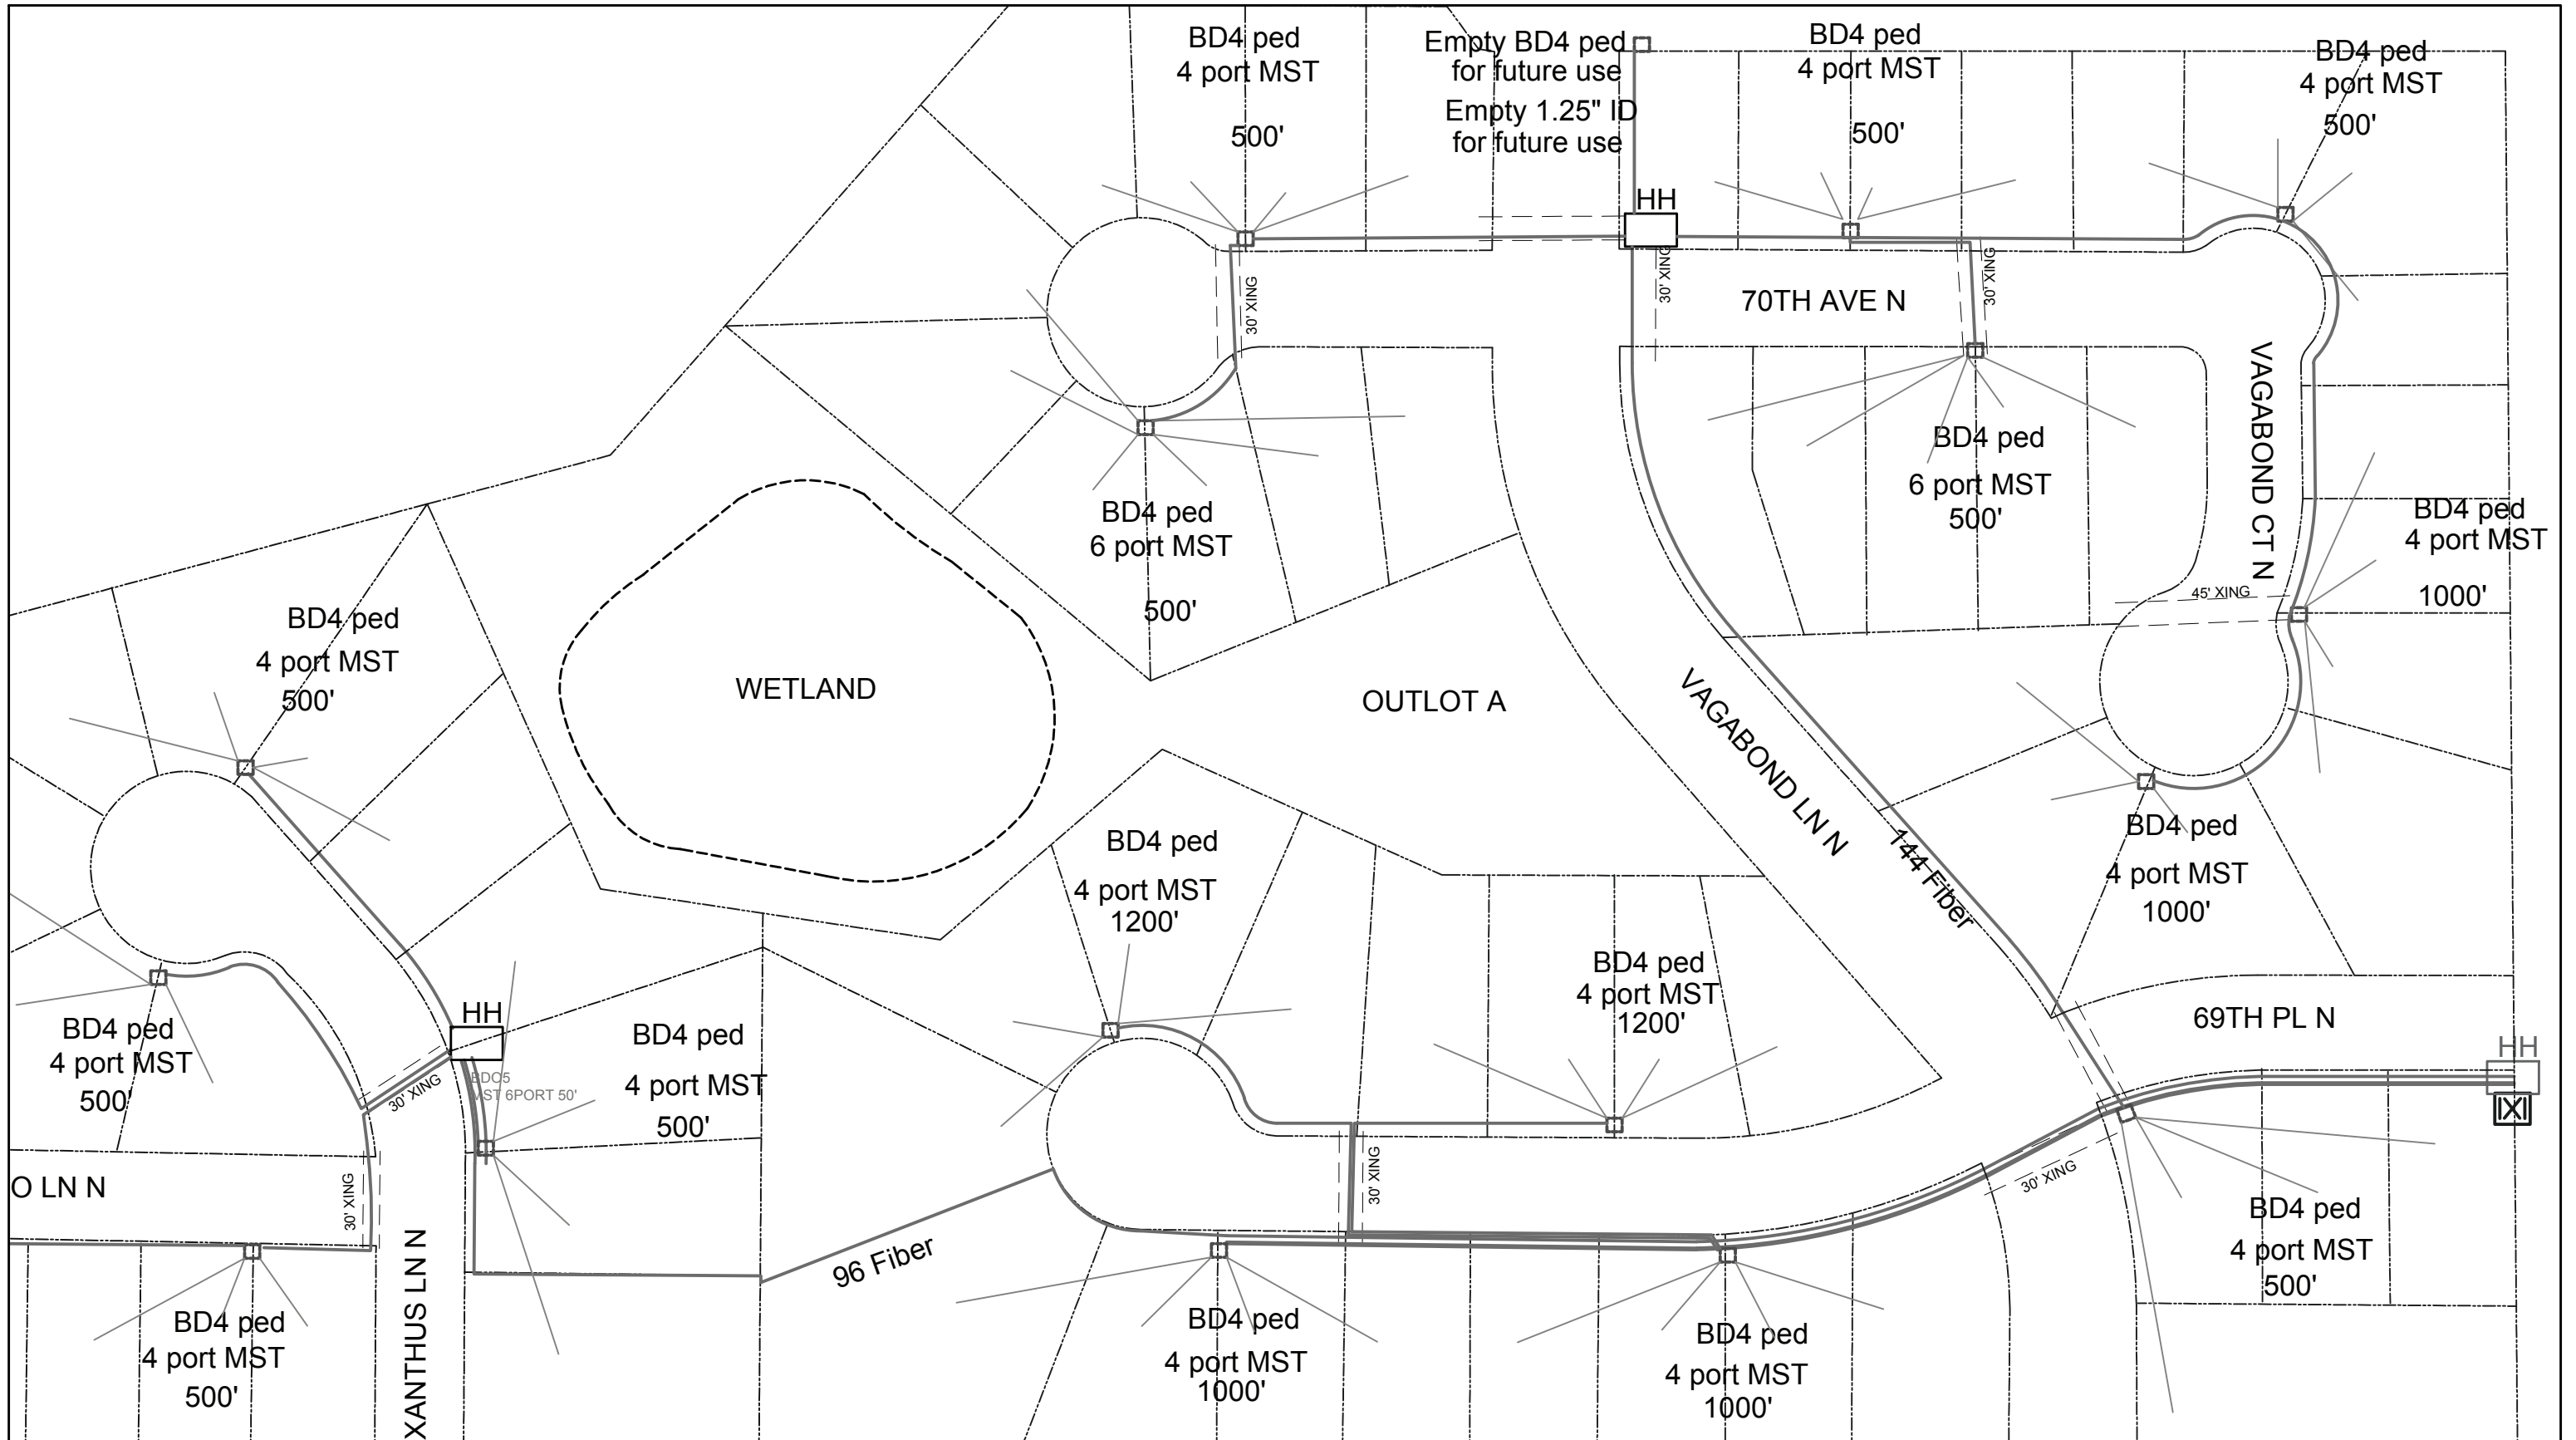 BD4 ped
4 port MST
500'
Empty BD4 ped
for future use
Empty 1.25" ID
for future use
BD4 ped
4 port MST
500'
BD4 ped
4 port MST
500'
HH
30' XING
30' XING
30' XING
70TH AVE N
VAGABOND CT N
BD4 ped
6 port MST
500'
BD4 ped
6 port MST
500'
BD4 ped
4 port MST
1000'
45' XING
BD4 ped
4 port MST
500'
WETLAND
OUTLOT A
VAGABOND LN N
144 Fiber
BD4 ped
4 port MST
1000'
BD4 ped
4 port MST
1200'
BD4 ped
4 port MST
1200'
HH
69TH PL N
HH
IXI
BD4 ped
4 port MST
500'
BD4 ped
4 port MST
500'
BDO5
MST 6PORT 50'
30' XING
30' XING
30' XING
30' XING
O LN N
XANTHUS LN N
96 Fiber
BD4 ped
4 port MST
500'
BD4 ped
4 port MST
500'
BD4 ped
4 port MST
1000'
BD4 ped
4 port MST
1000'